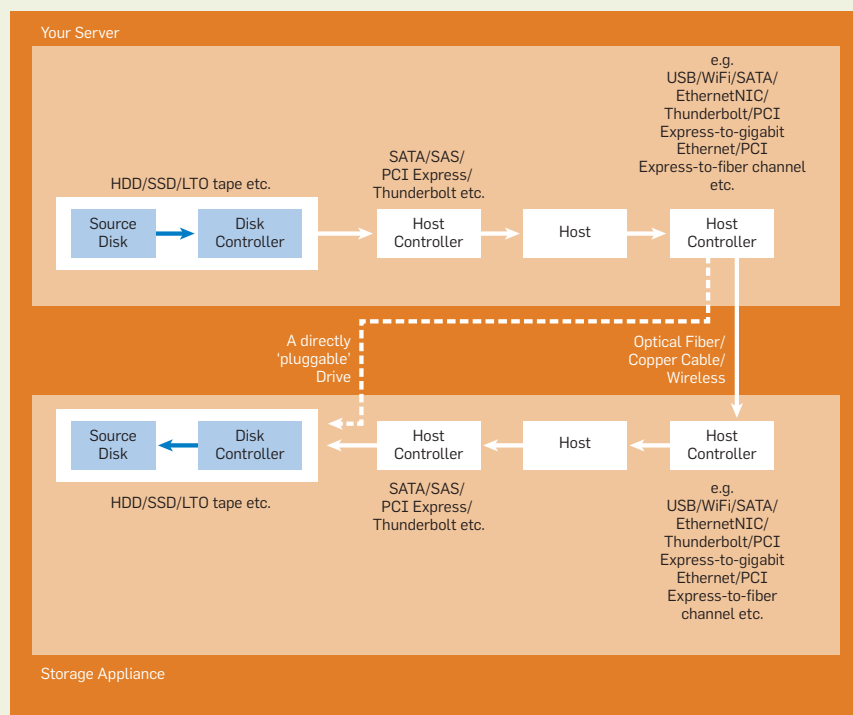 Your Server
e.g.
USB/WiFi/SATA/
EthernetNIC/
Thunderbolt/PCI
Express-to-gigabit
Ethernet/PCI
Express-to-fiber channel
etc.
SATA/SAS/
PCI Express/
Thunderbolt etc.
HDD/SSD/LTO tape etc.
Source
Disk
Disk
Controller
Host
Controller
Host
Host
Controller
A directly
‘pluggable’
Drive
Optical Fiber/
Copper Cable/
Wireless
Source
Disk
Disk
Controller
Host
Controller
Host
Host
Controller
HDD/SSD/LTO tape etc.
SATA/SAS/
PCI Express/
Thunderbolt etc.
e.g.
USB/WiFi/SATA/
EthernetNIC/
Thunderbolt/PCI
Express-to-gigabit
Ethernet/PCI
Express-to-fiber
channel etc.
Storage Appliance